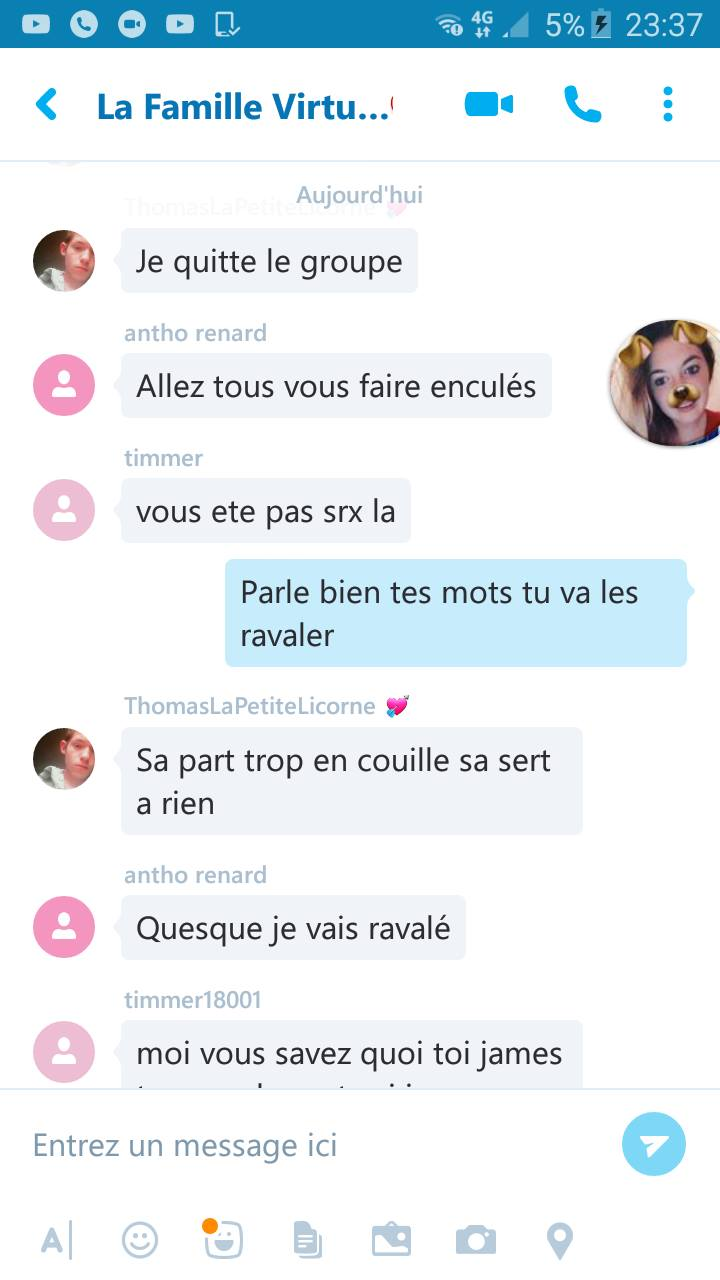 4G 5% 23:37
La Famille Virtu...
Aujourd'hui
ThomasLaPetiteLicorne 💘
Je quitte le groupe
antho renard
Allez tous vous faire enculés
timmer
vous ete pas srx la
Parle bien tes mots tu va les
ravaler
ThomasLaPetiteLicorne 💘
Sa part trop en couille sa sert
a rien
antho renard
Quesque je vais ravalé
timmer18001
moi vous savez quoi toi james
Entrez un message ici
A